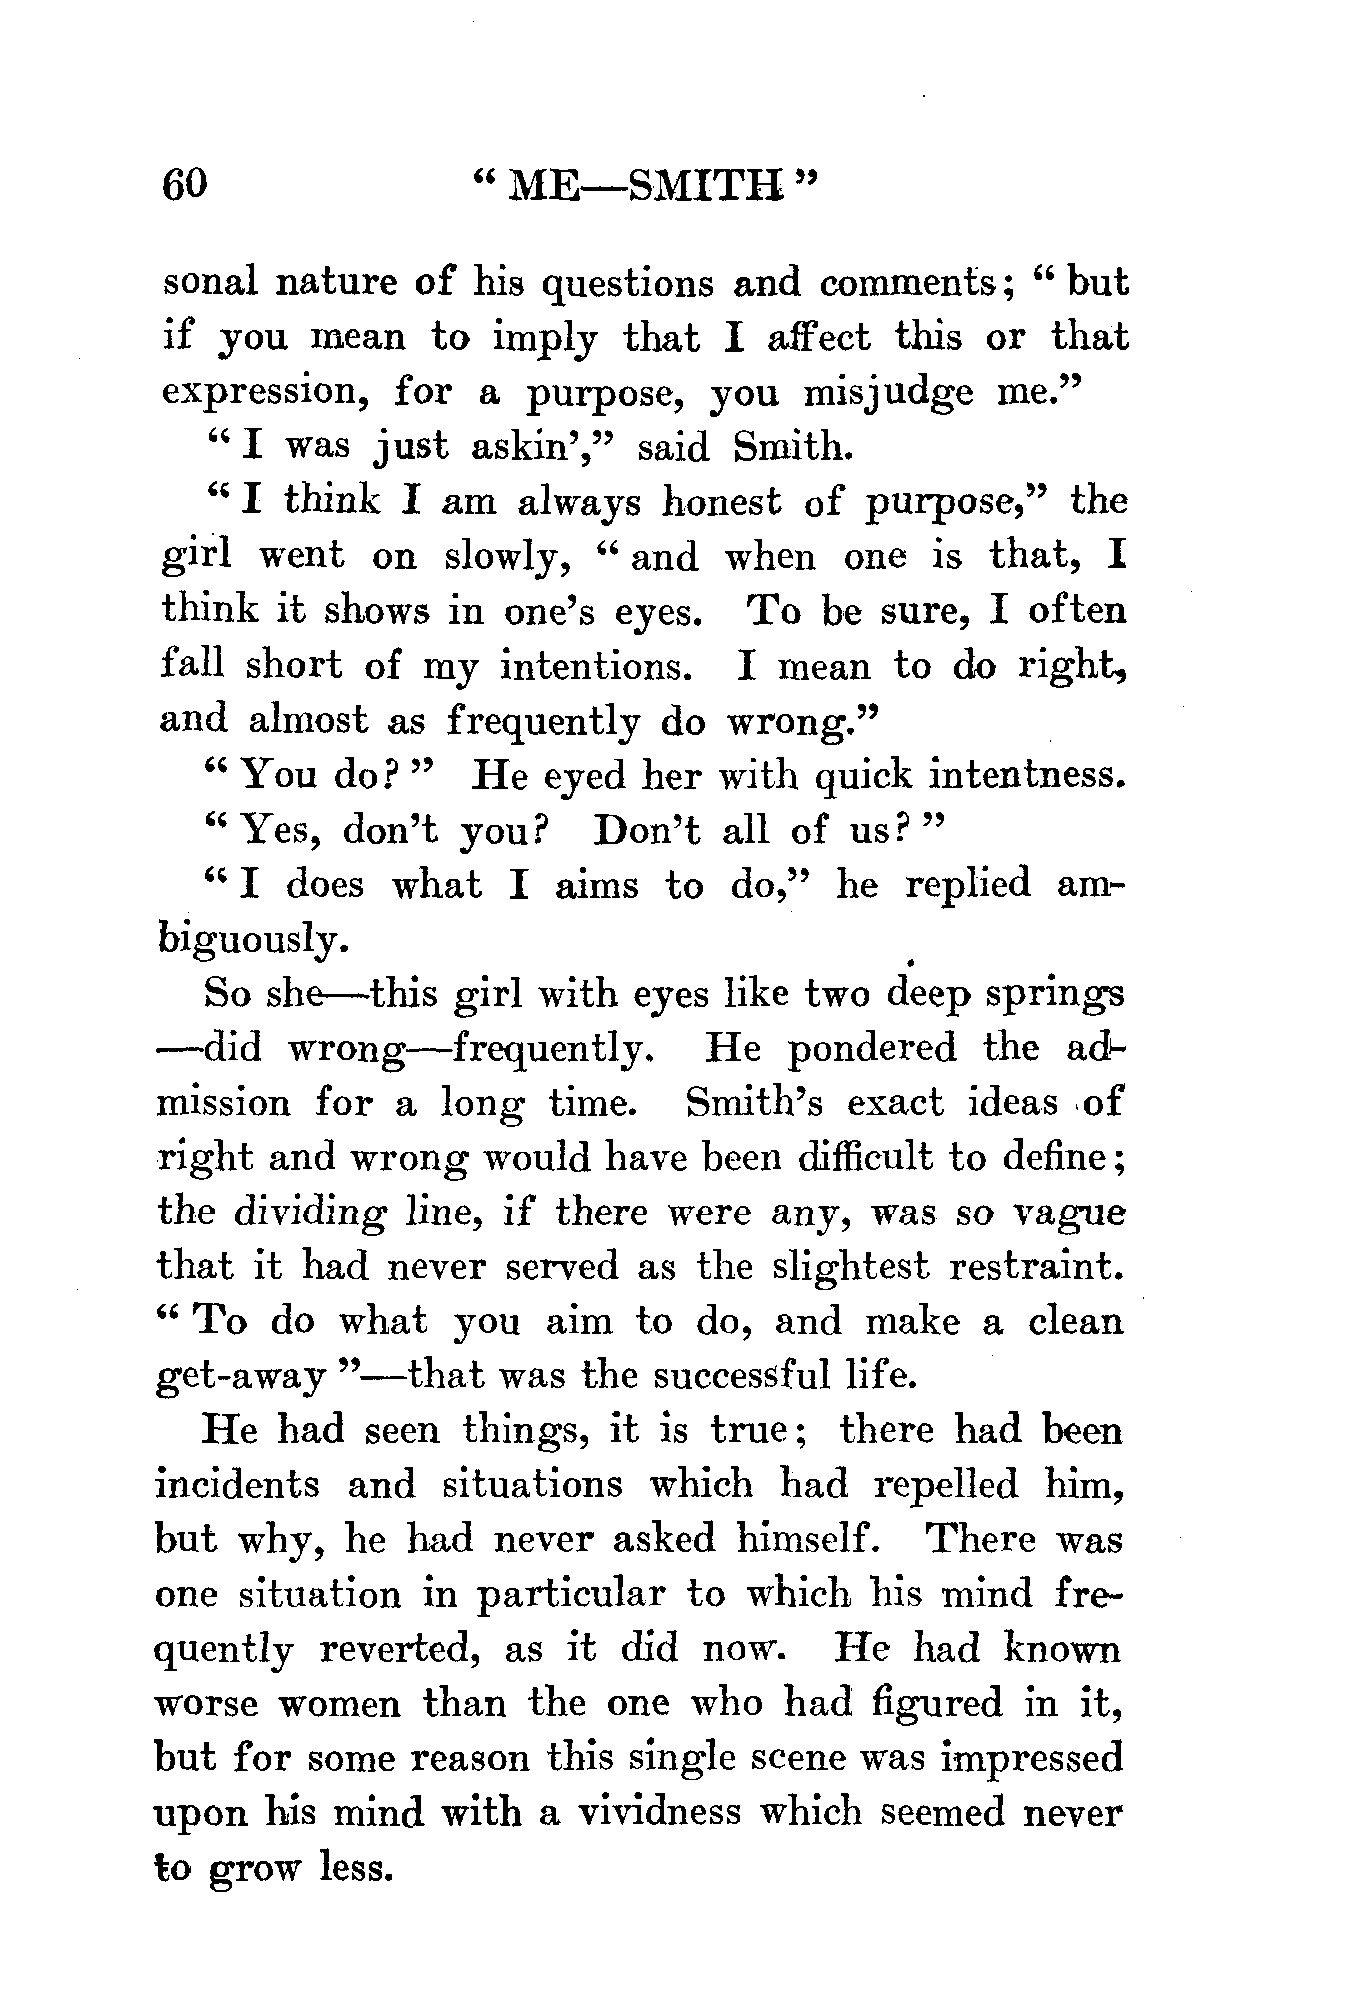 60 “ ME—SMITH ”
sonal nature of his questions and comments; “ but
if you mean to imply that I affect this or that
expression, for a purpose, you misjudge me.”
“ I was just askin’,” said Smith.
“ I think I am always honest of purpose,” the
girl went on slowly, “ and when one is that, I
think it shows in one’s eyes. To be sure, I often
fall short of my intentions. I mean to do right,
and almost as frequently do wrong.”
“ You do? ” He eyed her with quick intentness.
“ Yes, don’t you? Don’t all of us? ”
“ I does what I aims to do,” he replied am-
biguously.
So she—this girl with eyes like two deep springs
—did wrong—frequently. He pondered the ad-
mission for a long time. Smith’s exact ideas of
right and wrong would have been difficult to define;
the dividing line, if there were any, was so vague
that it had never served as the slightest restraint.
“ To do what you aim to do, and make a clean
get-away ”—that was the successful life.
He had seen things, it is true; there had been
incidents and situations which had repelled him,
but why, he had never asked himself. There was
one situation in particular to which his mind fre-
quently reverted, as it did now. He had known
worse women than the one who had figured in it,
but for some reason this single scene was impressed
upon his mind with a vividness which seemed never
to grow less.